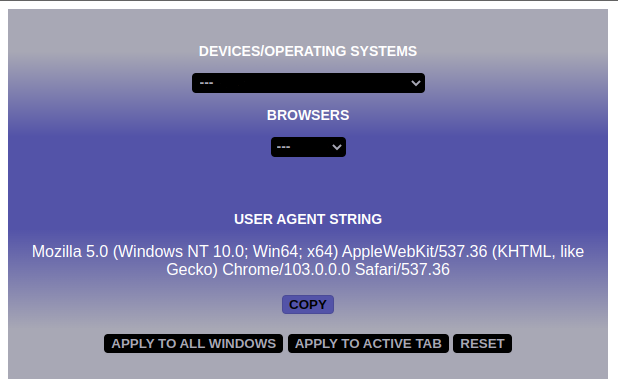 DEVICES/OPERATING SYSTEMS
---
BROWSERS
---
USER AGENT STRING
Mozilla 5.0 (Windows NT 10.0; Win64; x64) AppleWebKit/537.36 (KHTML, like
Gecko) Chrome/103.0.0.0 Safari/537.36
COPY
APPLY TO ALL WINDOWS APPLY TO ACTIVE TAB RESET